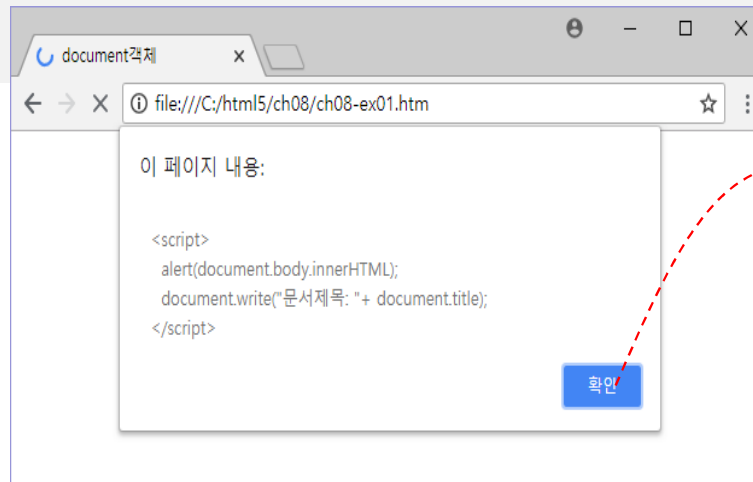 document객체
file:///C:/html5/ch08/ch08-ex01.htm
이 페이지 내용:
<script>
alert(document.body.innerHTML);
document.write("문서제목: "+ document.title);
</script>
확인